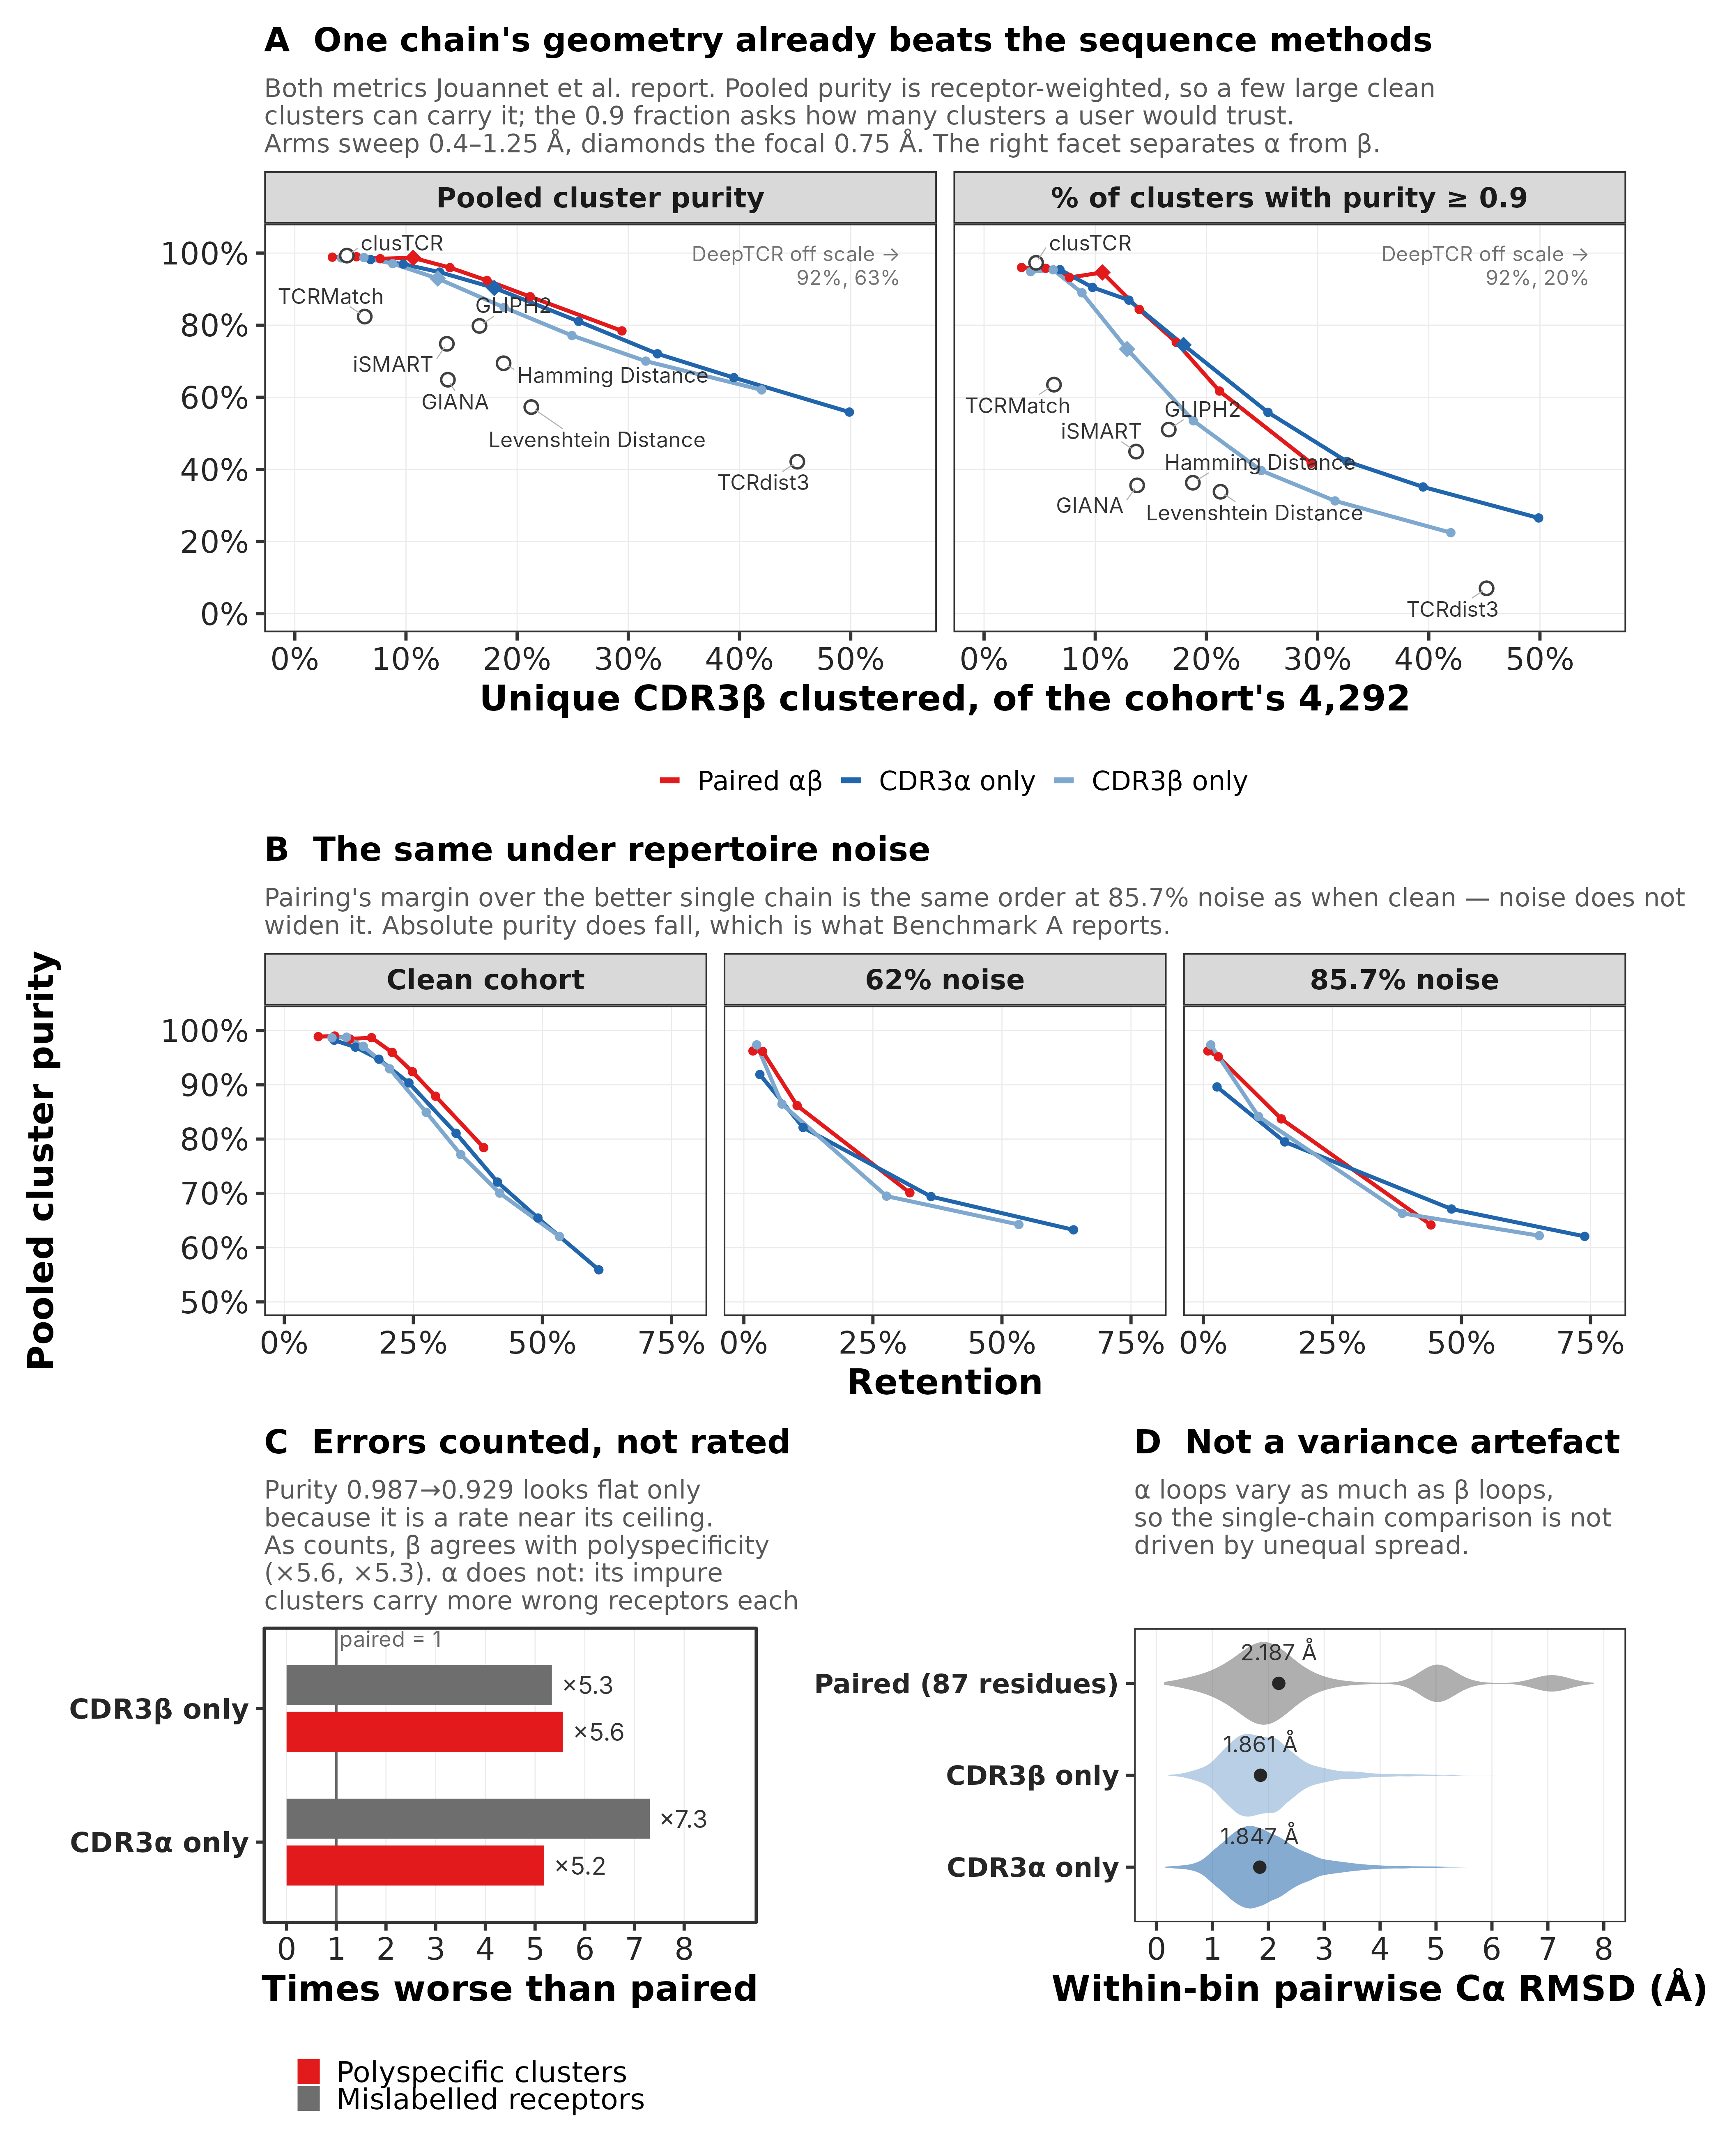 A One chain's geometry already beats the sequence methods
Both metrics Jouannet et al. report. Pooled purity is receptor-weighted, so a few large clean
clusters can carry it; the 0.9 fraction asks how many clusters a user would trust.
Arms sweep 0.4–1.25 Å, diamonds the focal 0.75 Å. The right facet separates α from β.
Pooled cluster purity
% of clusters with purity ≥ 0.9
100%
80%
60%
40%
20%
0%
clusTCR
TCRMatch
GLIPH2
iSMART
Hamming Distance
GIANA
Levenshtein Distance
TCRdist3
DeepTCR off scale →
92%, 63%
clusTCR
TCRMatch
GLIPH2
iSMART
Hamming Distance
GIANA
Levenshtein Distance
TCRdist3
DeepTCR off scale →
92%, 20%
0% 10% 20% 30% 40% 50%
0% 10% 20% 30% 40% 50%
Unique CDR3β clustered, of the cohort's 4,292
Paired αβ CDR3α only CDR3β only
B The same under repertoire noise
Pairing's margin over the better single chain is the same order at 85.7% noise as when clean — noise does not
widen it. Absolute purity does fall, which is what Benchmark A reports.
Pooled cluster purity
Clean cohort
62% noise
85.7% noise
100%
90%
80%
70%
60%
50%
0% 25% 50% 75%
0% 25% 50% 75%
0% 25% 50% 75%
Retention
C Errors counted, not rated
Purity 0.987→0.929 looks flat only
because it is a rate near its ceiling.
As counts, β agrees with polyspecificity
(×5.6, ×5.3). α does not: its impure
clusters carry more wrong receptors each
paired = 1
CDR3β only
×5.3
×5.6
CDR3α only
×7.3
×5.2
0 1 2 3 4 5 6 7 8
Times worse than paired
Polyspecific clusters
Mislabelled receptors
D Not a variance artefact
α loops vary as much as β loops,
so the single-chain comparison is not
driven by unequal spread.
Paired (87 residues)
2.187 Å
CDR3β only
1.861 Å
CDR3α only
1.847 Å
0 1 2 3 4 5 6 7 8
Within-bin pairwise Cα RMSD (Å)